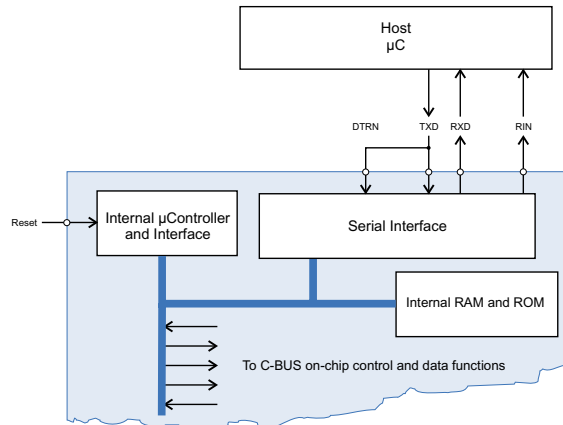 Host
µC
DTRN
TXD
RXD
RIN
Reset
Internal µController
and Interface
Serial Interface
Internal RAM and ROM
To C-BUS on-chip control and data functions